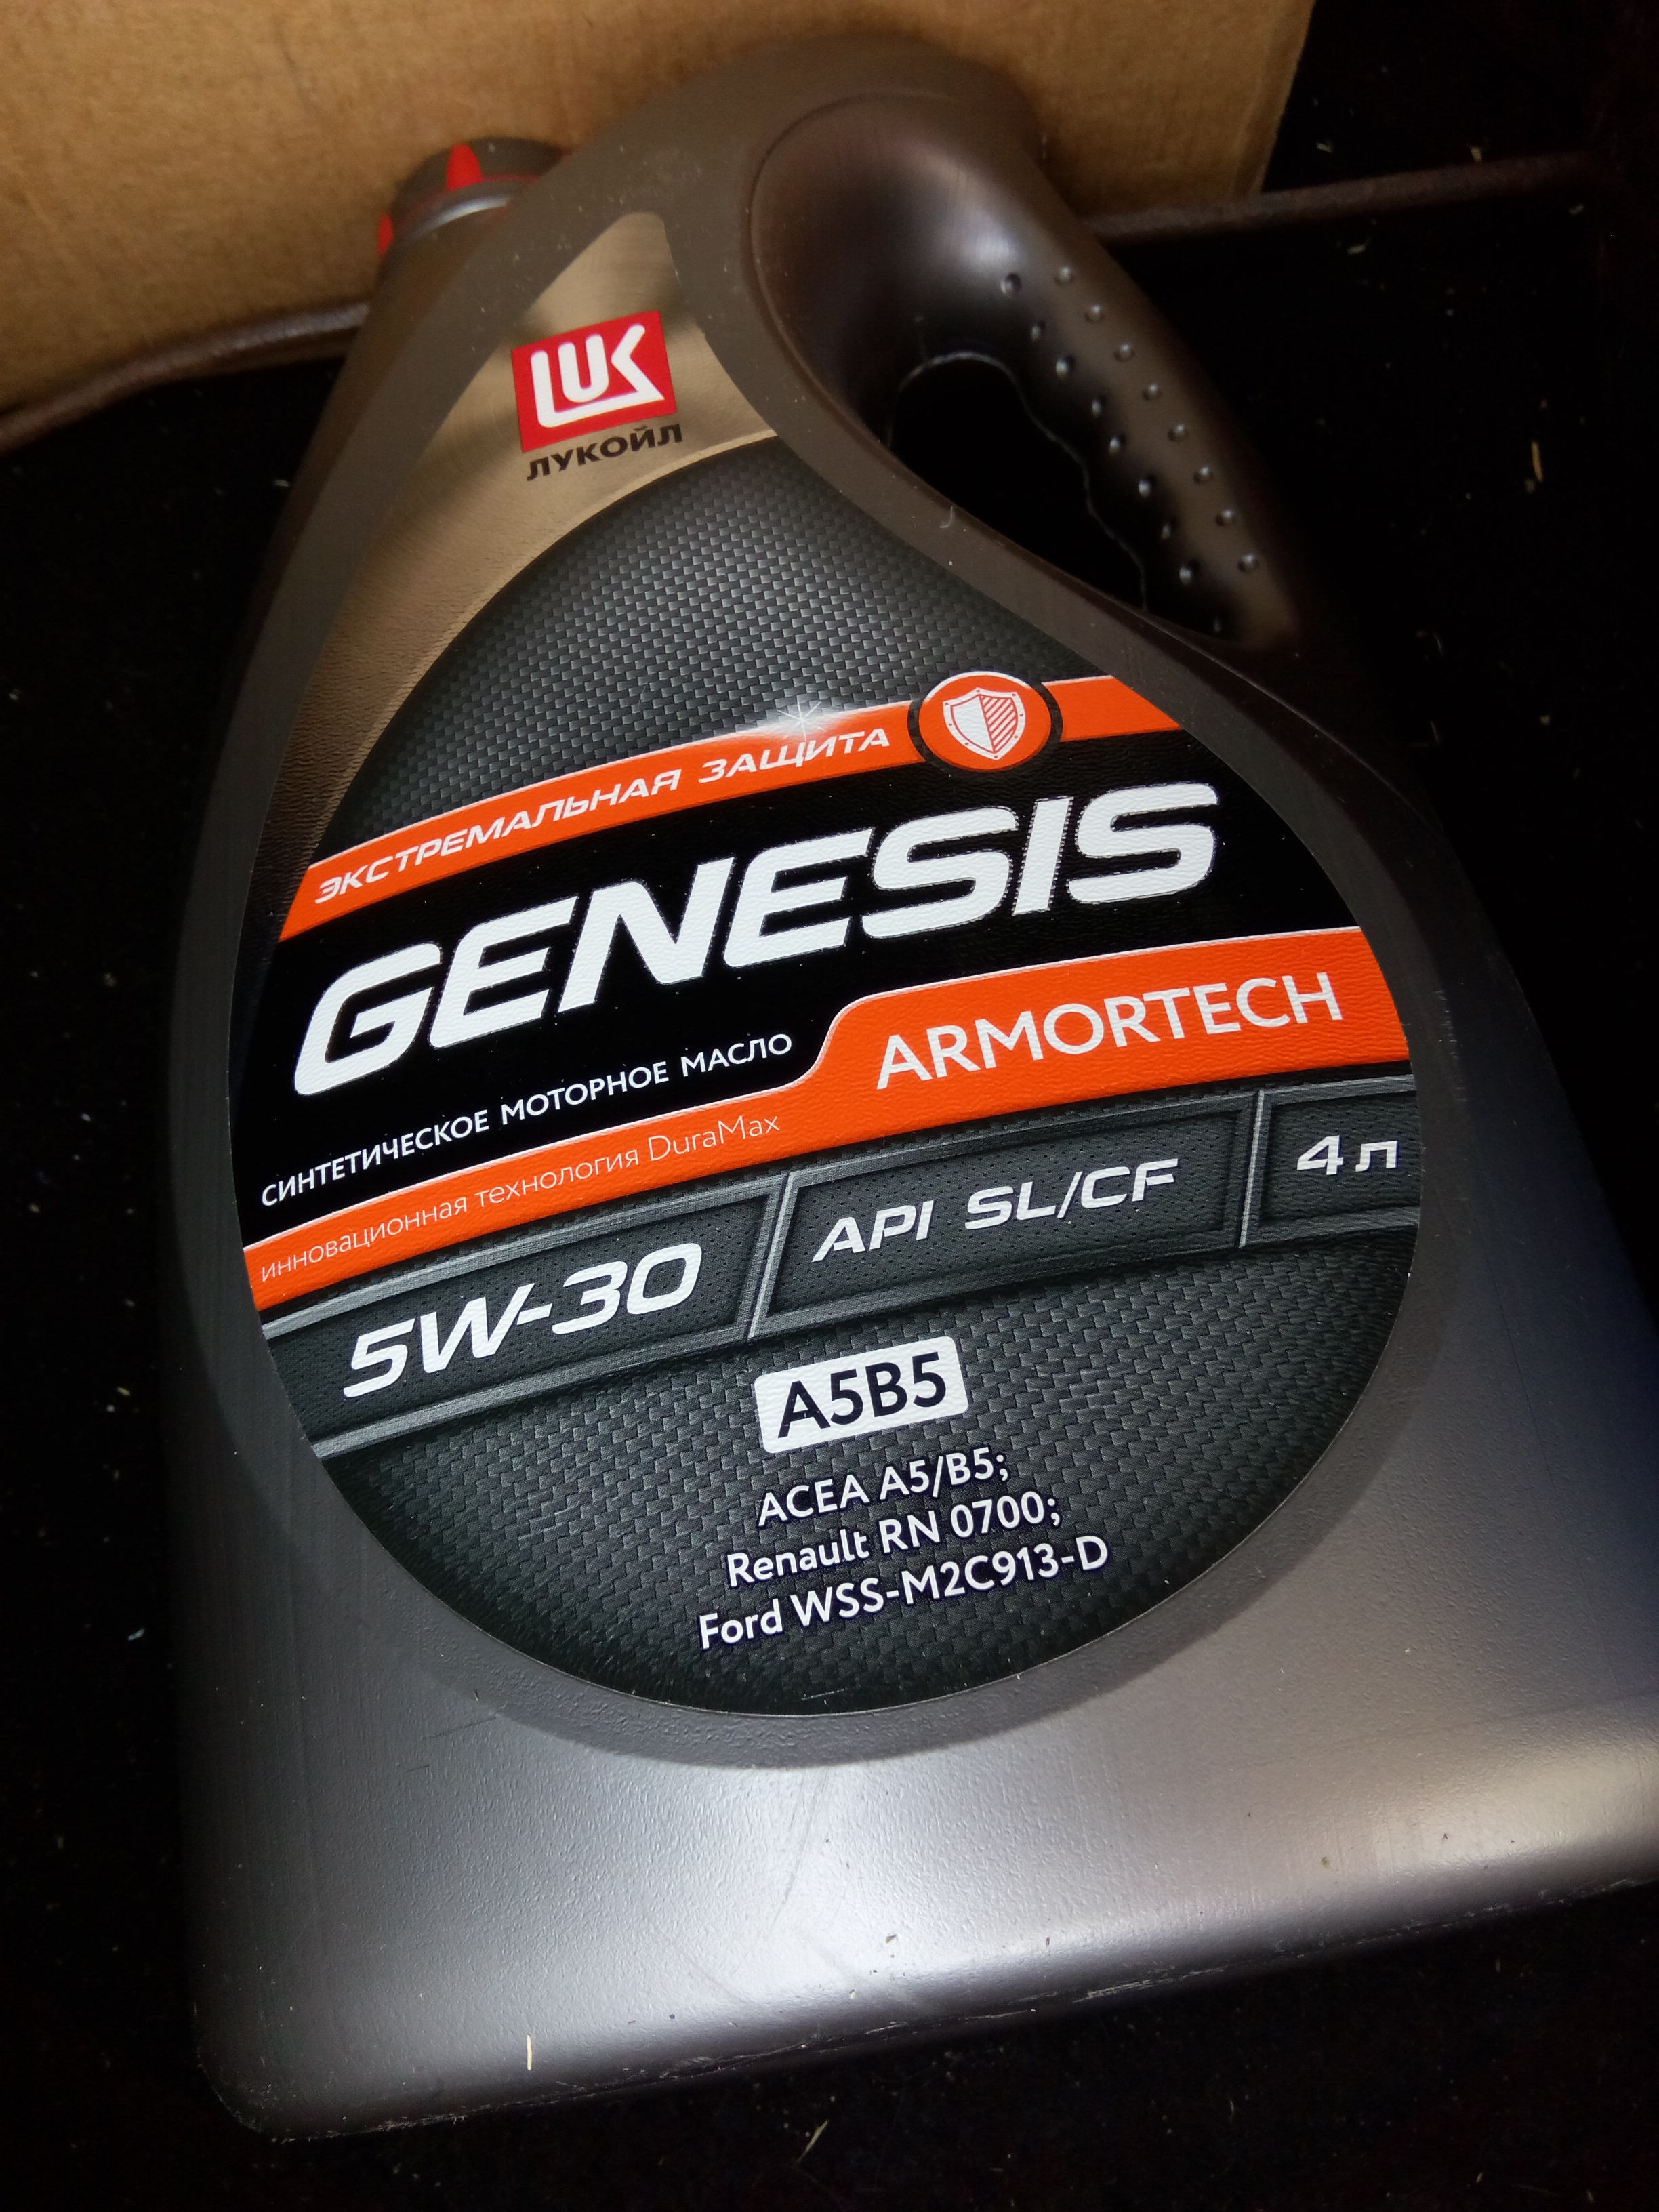 LUK
ЛУКОЙЛ
ЭКСТРЕМАЛЬНАЯ ЗАЩИТА
GENESIS
СИНТЕТИЧЕСКОЕ МОТОРНОЕ МАСЛО
ARMORTECH
инновационная технология DuraMax
5W-30
API SL/CF
4 л
A5B5
ACEA A5/B5;
Renault RN 0700;
Ford WSS-M2C913-D